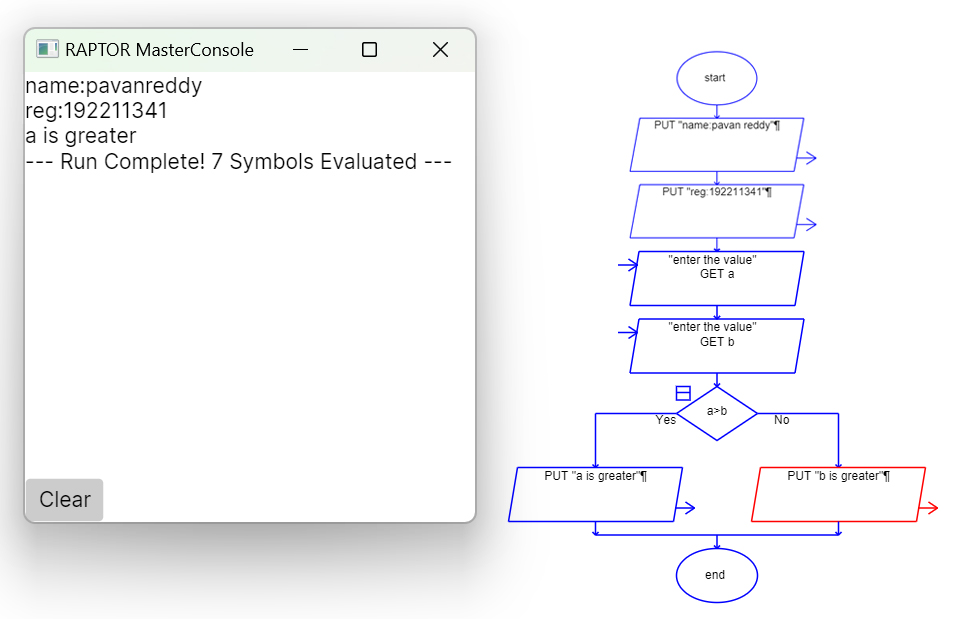 RAPTOR MasterConsole
name:pavanreddy
reg:192211341
a is greater
--- Run Complete! 7 Symbols Evaluated ---
Clear
start
PUT "name:pavan reddy"¶
PUT "reg:192211341"¶
"enter the value"
GET a
"enter the value"
GET b
a>b
Yes
No
PUT "a is greater"¶
PUT "b is greater"¶
end